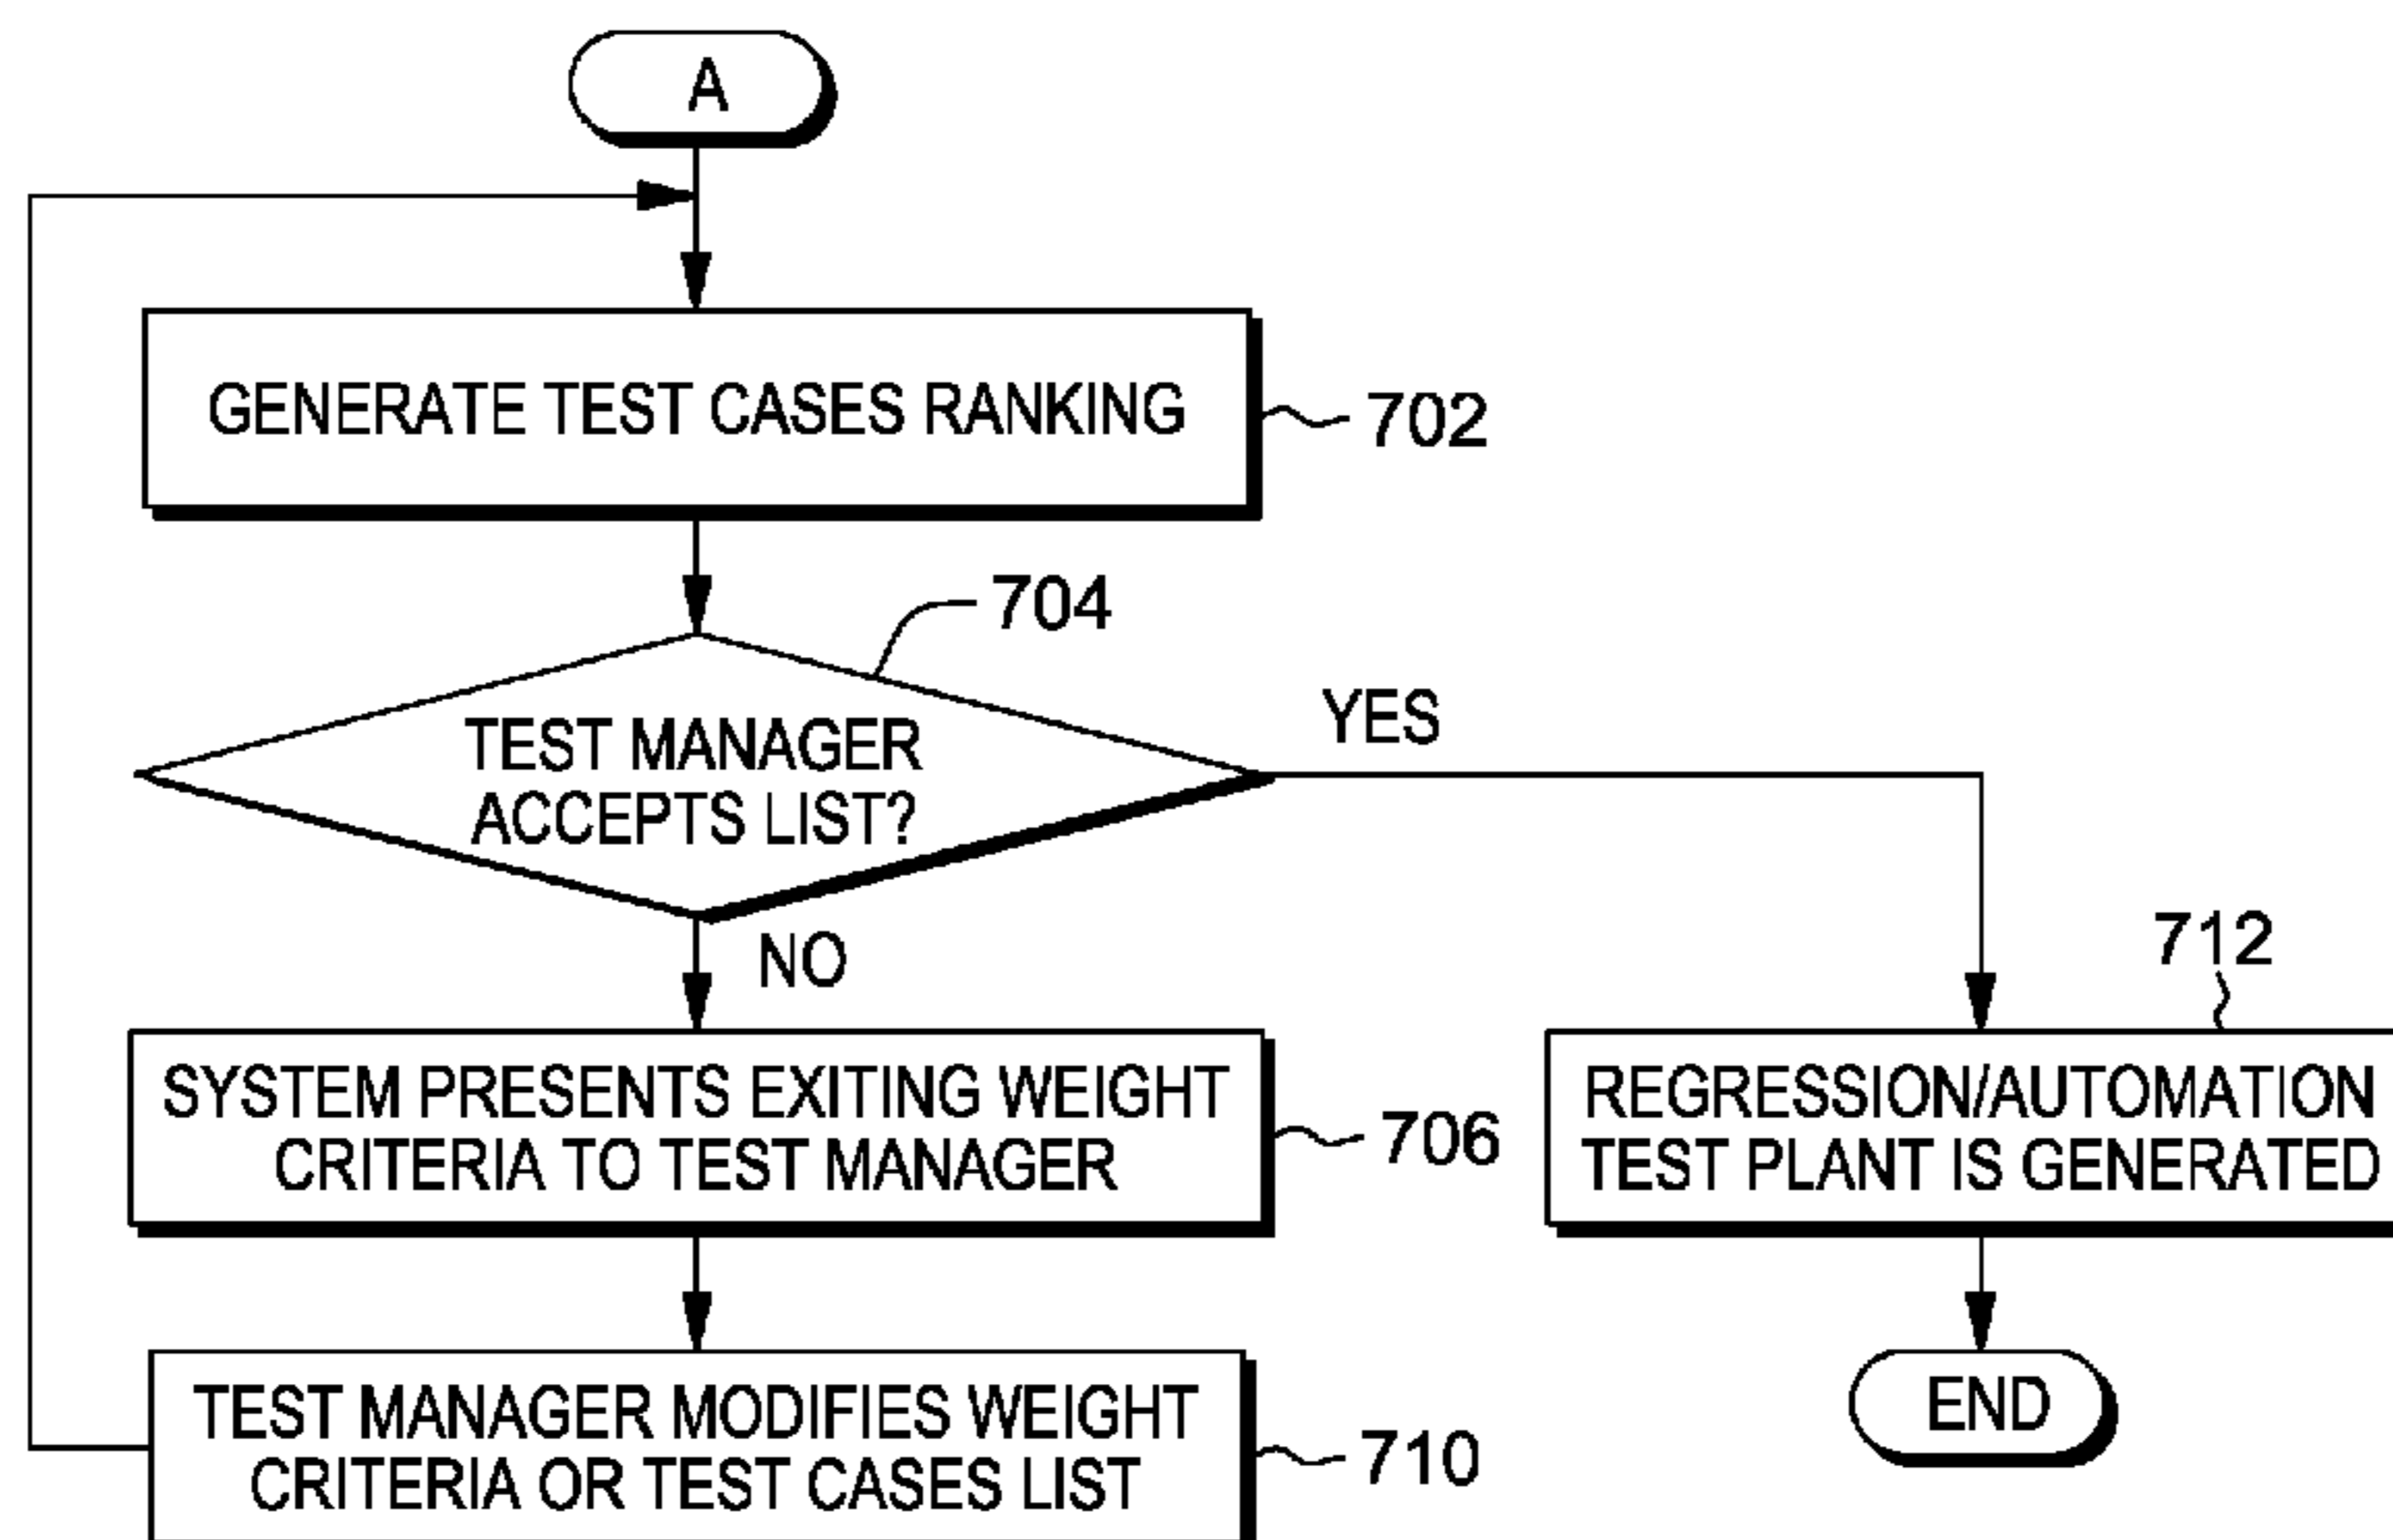 A
GENERATE TEST CASES RANKING
702
704
TEST MANAGER
ACCEPTS LIST?
YES
NO
SYSTEM PRESENTS EXITING WEIGHT
CRITERIA TO TEST MANAGER
706
712
REGRESSION/AUTOMATION
TEST PLANT IS GENERATED
TEST MANAGER MODIFIES WEIGHT
CRITERIA OR TEST CASES LIST
710
END